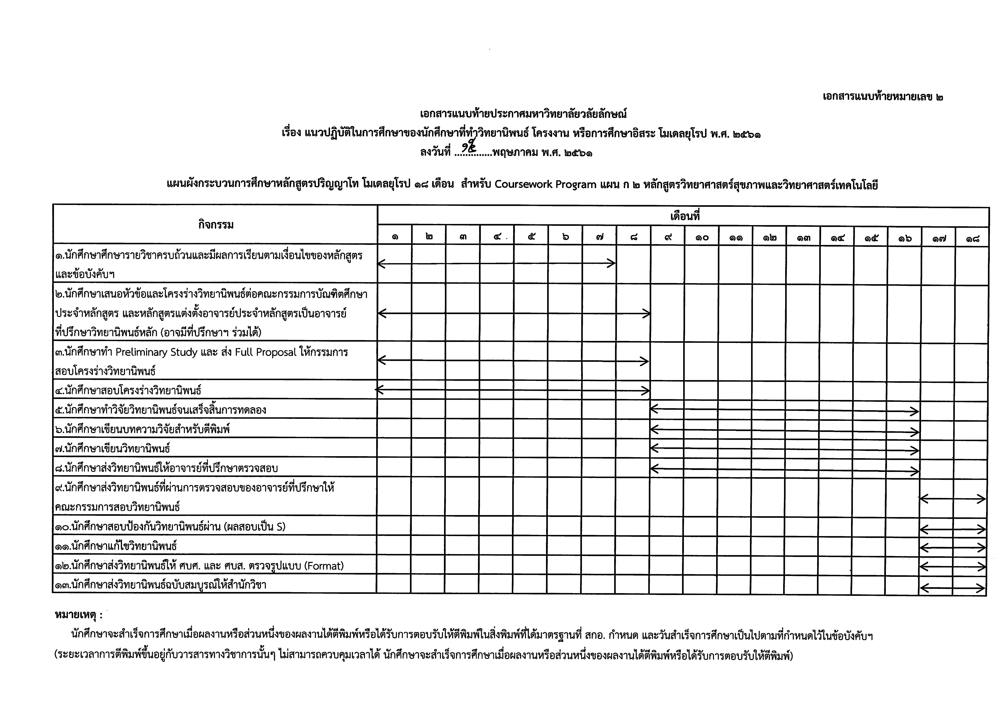 เอกสารแนบท้ายหมายเลข ๒
เอกสารแนบท้ายประกาศมหาวิทยาลัยวลัยลักษณ์
เรื่อง แนวปฏิบัติในการศึกษาของนักศึกษาที่ทำวิทยานิพนธ์ โครงงาน หรือการศึกษาอิสระ โมเดลยุโรป พ.ศ. ๒๕๖๑
ลงวันที่ ..............พฤษภาคม พ.ศ. ๒๕๖๑
แผนผังกระบวนการศึกษาหลักสูตรปริญญาโท โมเดลยุโรป ๑๘ เดือน สำหรับ Coursework Program แผน ก ๒ หลักสูตรวิทยาศาสตร์สุขภาพและวิทยาศาสตร์เทคโนโลยี
กิจกรรม
เดือนที่
๑ ๒ ๓ ๔ ๕ ๖ ๗ ๘ ๙ ๑๐ ๑๑ ๑๒ ๑๓ ๑๔ ๑๕ ๑๖ ๑๗ ๑๘
๑.นักศึกษาศึกษารายวิชาครบถ้วนและมีผลการเรียนตามเงื่อนไขของหลักสูตร
และข้อบังคับฯ
๒.นักศึกษาเสนอหัวข้อและโครงร่างวิทยานิพนธ์ต่อคณะกรรมการบัณฑิตศึกษา
ประจำหลักสูตร และหลักสูตรแต่งตั้งอาจารย์ประจำหลักสูตรเป็นอาจารย์
ที่ปรึกษาวิทยานิพนธ์หลัก (อาจมีที่ปรึกษาฯ ร่วมได้)
๓.นักศึกษาทำ Preliminary Study และ ส่ง Full Proposal ให้กรรมการ
สอบโครงร่างวิทยานิพนธ์
๔.นักศึกษาสอบโครงร่างวิทยานิพนธ์
๕.นักศึกษาทำวิจัยวิทยานิพนธ์จนเสร็จสิ้นการทดลอง
๖.นักศึกษาเขียนบทความวิจัยสำหรับตีพิมพ์
๗.นักศึกษาเขียนวิทยานิพนธ์
๘.นักศึกษาส่งวิทยานิพนธ์ให้อาจารย์ที่ปรึกษาตรวจสอบ
๙.นักศึกษาส่งวิทยานิพนธ์ที่ผ่านการตรวจสอบของอาจารย์ที่ปรึกษาให้
คณะกรรมการสอบวิทยานิพนธ์
๑๐.นักศึกษาสอบป้องกันวิทยานิพนธ์ผ่าน (ผลสอบเป็น S)
๑๑.นักศึกษาแก้ไขวิทยานิพนธ์
๑๒.นักศึกษาส่งวิทยานิพนธ์ให้ ศบศ. และ ศบส. ตรวจรูปแบบ (Format)
๑๓.นักศึกษาส่งวิทยานิพนธ์ฉบับสมบูรณ์ให้สำนักวิชา
หมายเหตุ :
นักศึกษาจะสำเร็จการศึกษาเมื่อผลงานหรือส่วนหนึ่งของผลงานได้ตีพิมพ์หรือได้รับการตอบรับให้ตีพิมพ์ในสิ่งพิมพ์ที่ได้มาตรฐานที่ สกอ. กำหนด และวันสำเร็จการศึกษาเป็นไปตามที่กำหนดไว้ในข้อบังคับฯ
(ระยะเวลาการตีพิมพ์ขึ้นอยู่กับวารสารทางวิชาการนั้นๆ ไม่สามารถควบคุมเวลาได้ นักศึกษาจะสำเร็จการศึกษาเมื่อผลงานหรือส่วนหนึ่งของผลงานได้ตีพิมพ์หรือได้รับการตอบรับให้ตีพิมพ์)